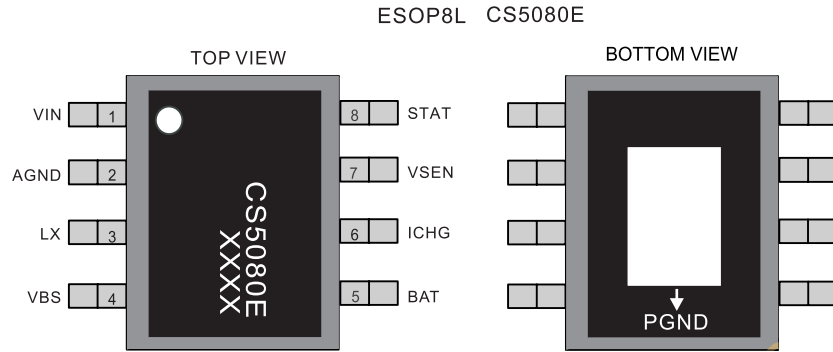 ESOP8L CS5080E
TOP VIEW
BOTTOM VIEW
VIN 1
8 STAT
AGND 2
7 VSEN
LX 3
6 ICHG
VBS 4
5 BAT
CS5080E
XXXX
PGND